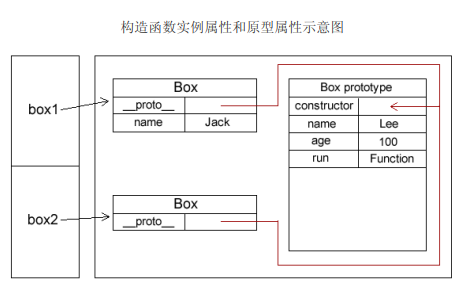 构造函数实例属性和原型属性示意图
box1
Box
__proto__
name Jack
box2
Box
__proto__
Box prototype
constructor
name Lee
age 100
run Function